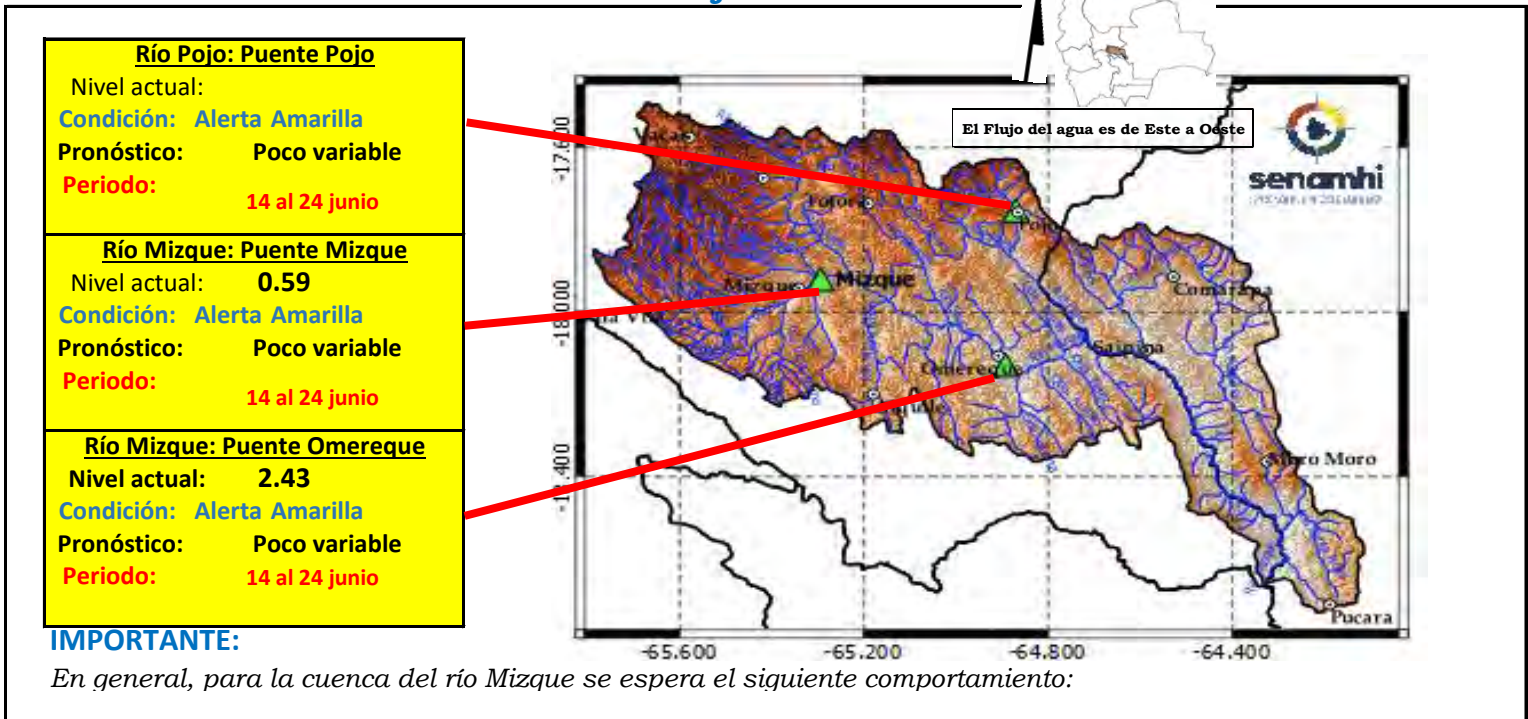 Río Pojo: Puente Pojo
Nivel actual:
Condición: Alerta Amarilla
Pronóstico: Poco variable
Periodo:
14 al 24 junio
Río Mizque: Puente Mizque
Nivel actual: 0.59
Condición: Alerta Amarilla
Pronóstico: Poco variable
Periodo:
14 al 24 junio
Río Mizque: Puente Omereque
Nivel actual: 2.43
Condición: Alerta Amarilla
Pronóstico: Poco variable
Periodo: 14 al 24 junio
El Flujo del agua es de Este a Oeste
senamhi
-17.600
Vacas
Totora
Pojo
Mizque
Mizque
Comarapa
-18.000
Saipina
Omereque
Moro Moro
Pucara
-65.600
-65.200
-64.800
-64.400
IMPORTANTE:
En general, para la cuenca del río Mizque se espera el siguiente comportamiento: